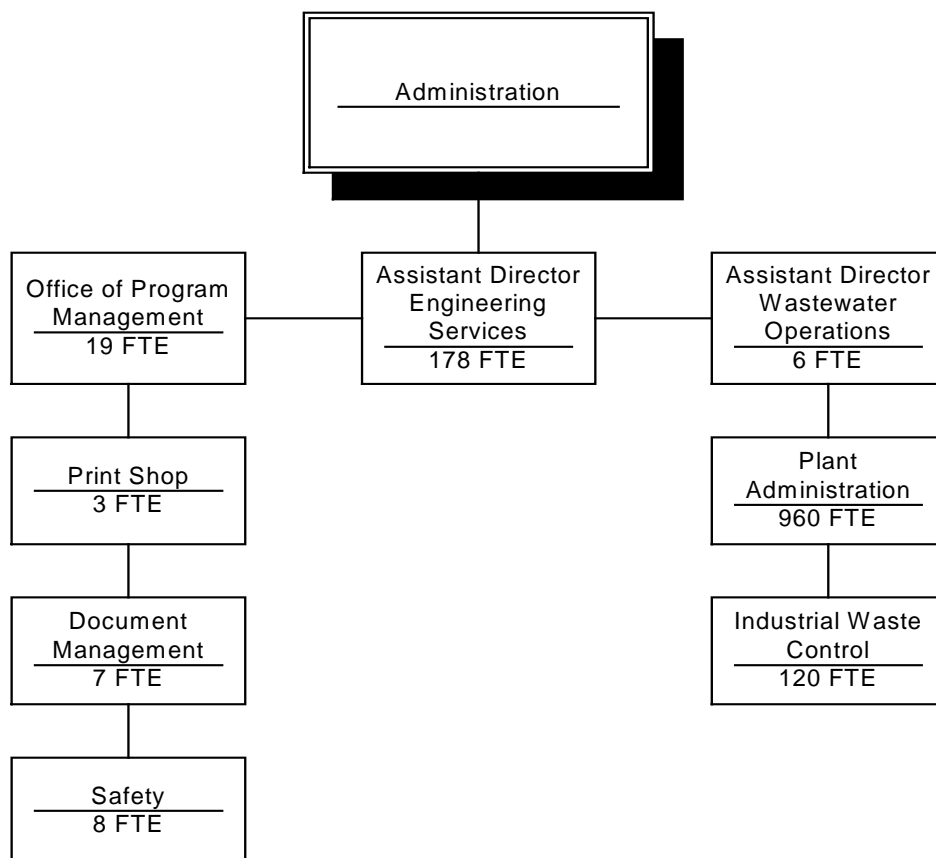 Administration
Office of Program
Management
19 FTE
Assistant Director
Engineering
Services
178 FTE
Assistant Director
Wastewater
Operations
6 FTE
Print Shop
3 FTE
Plant
Administration
960 FTE
Document
Management
7 FTE
Industrial Waste
Control
120 FTE
Safety
8 FTE